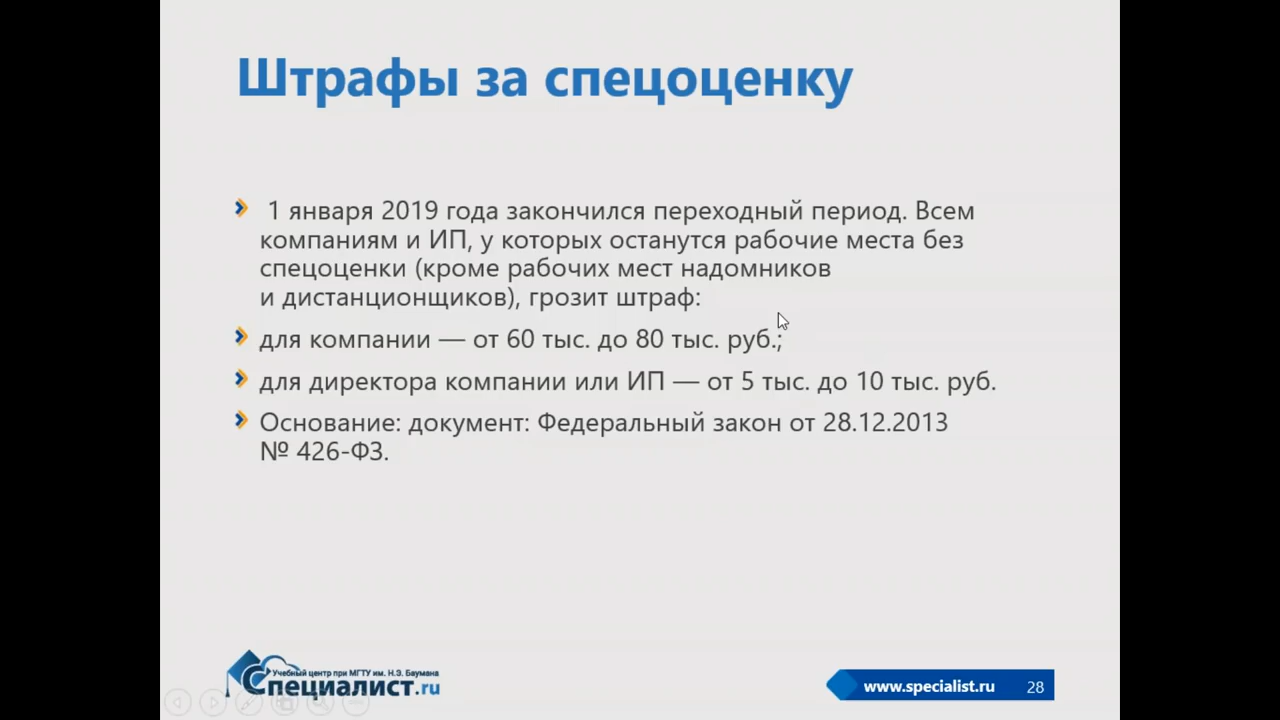 Штрафы за спецоценку
1 января 2019 года закончился переходный период. Всем
компаниям и ИП, у которых останутся рабочие места без
спецоценки (кроме рабочих мест надомников
и дистанционщиков), грозит штраф:
для компании — от 60 тыс. до 80 тыс. руб.;
для директора компании или ИП — от 5 тыс. до 10 тыс. руб.
Основание: документ: Федеральный закон от 28.12.2013
№ 426-ФЗ.
Учебный центр при МГТУ им. Н.Э. Баумана
Специалист.ru
www.specialist.ru 28